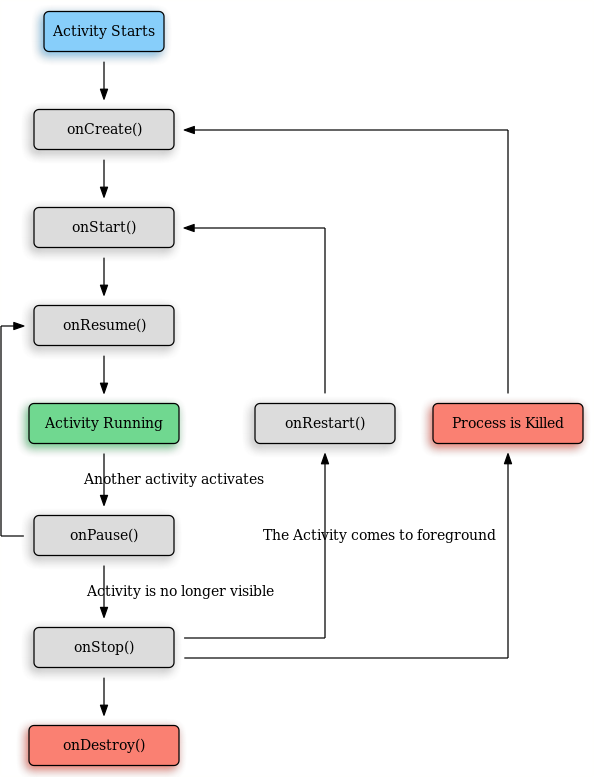 Activity Starts
onCreate()
onStart()
onResume()
Activity Running
onRestart()
Process is Killed
Another activity activates
onPause()
The Activity comes to foreground
Activity is no longer visible
onStop()
onDestroy()